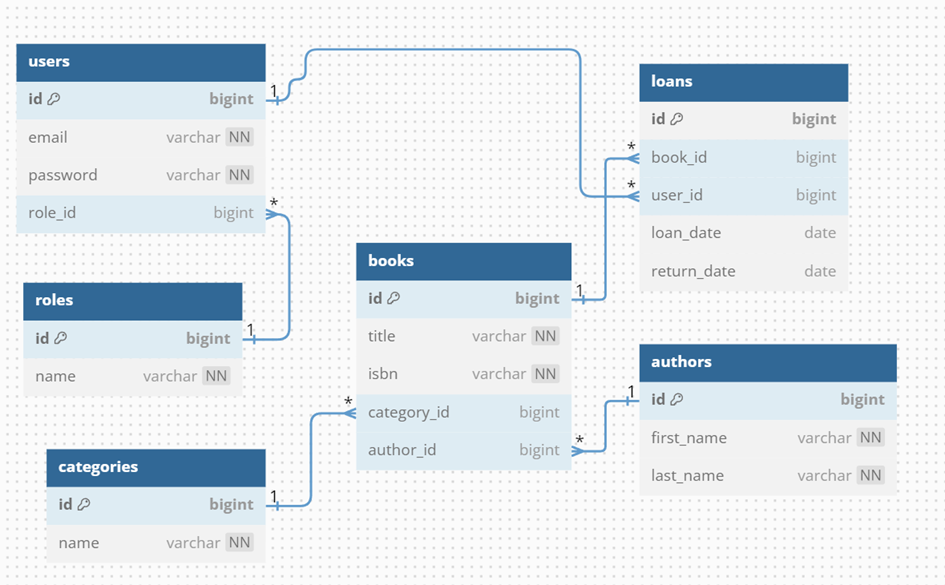 users
id bigint
email varchar NN
password varchar NN
role_id bigint
1
*
roles
id bigint
name varchar NN
1
categories
id bigint
name varchar NN
1
books
id bigint
title varchar NN
isbn varchar NN
category_id bigint
author_id bigint
1
*
*
loans
id bigint
book_id bigint
user_id bigint
loan_date date
return_date date
*
*
authors
id bigint
first_name varchar NN
last_name varchar NN
1